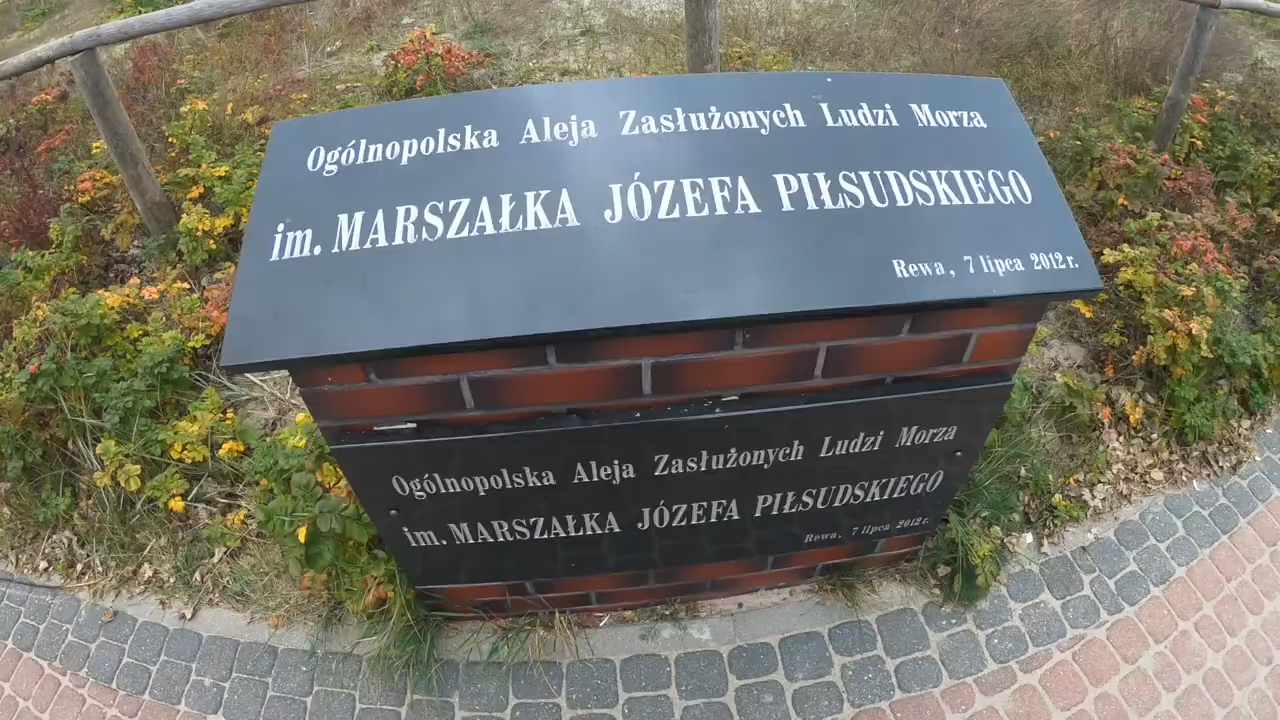 Ogólnopolska Aleja Zasłużonych Ludzi Morza
im. MARSZAŁKA JÓZEFA PIŁSUDSKIEGO
Rewa, 7 lipca 2012 r.
Ogólnopolska Aleja Zasłużonych Ludzi Morza
im. MARSZAŁKA JÓZEFA PIŁSUDSKIEGO
Rewa, 7 lipca 2012 r.